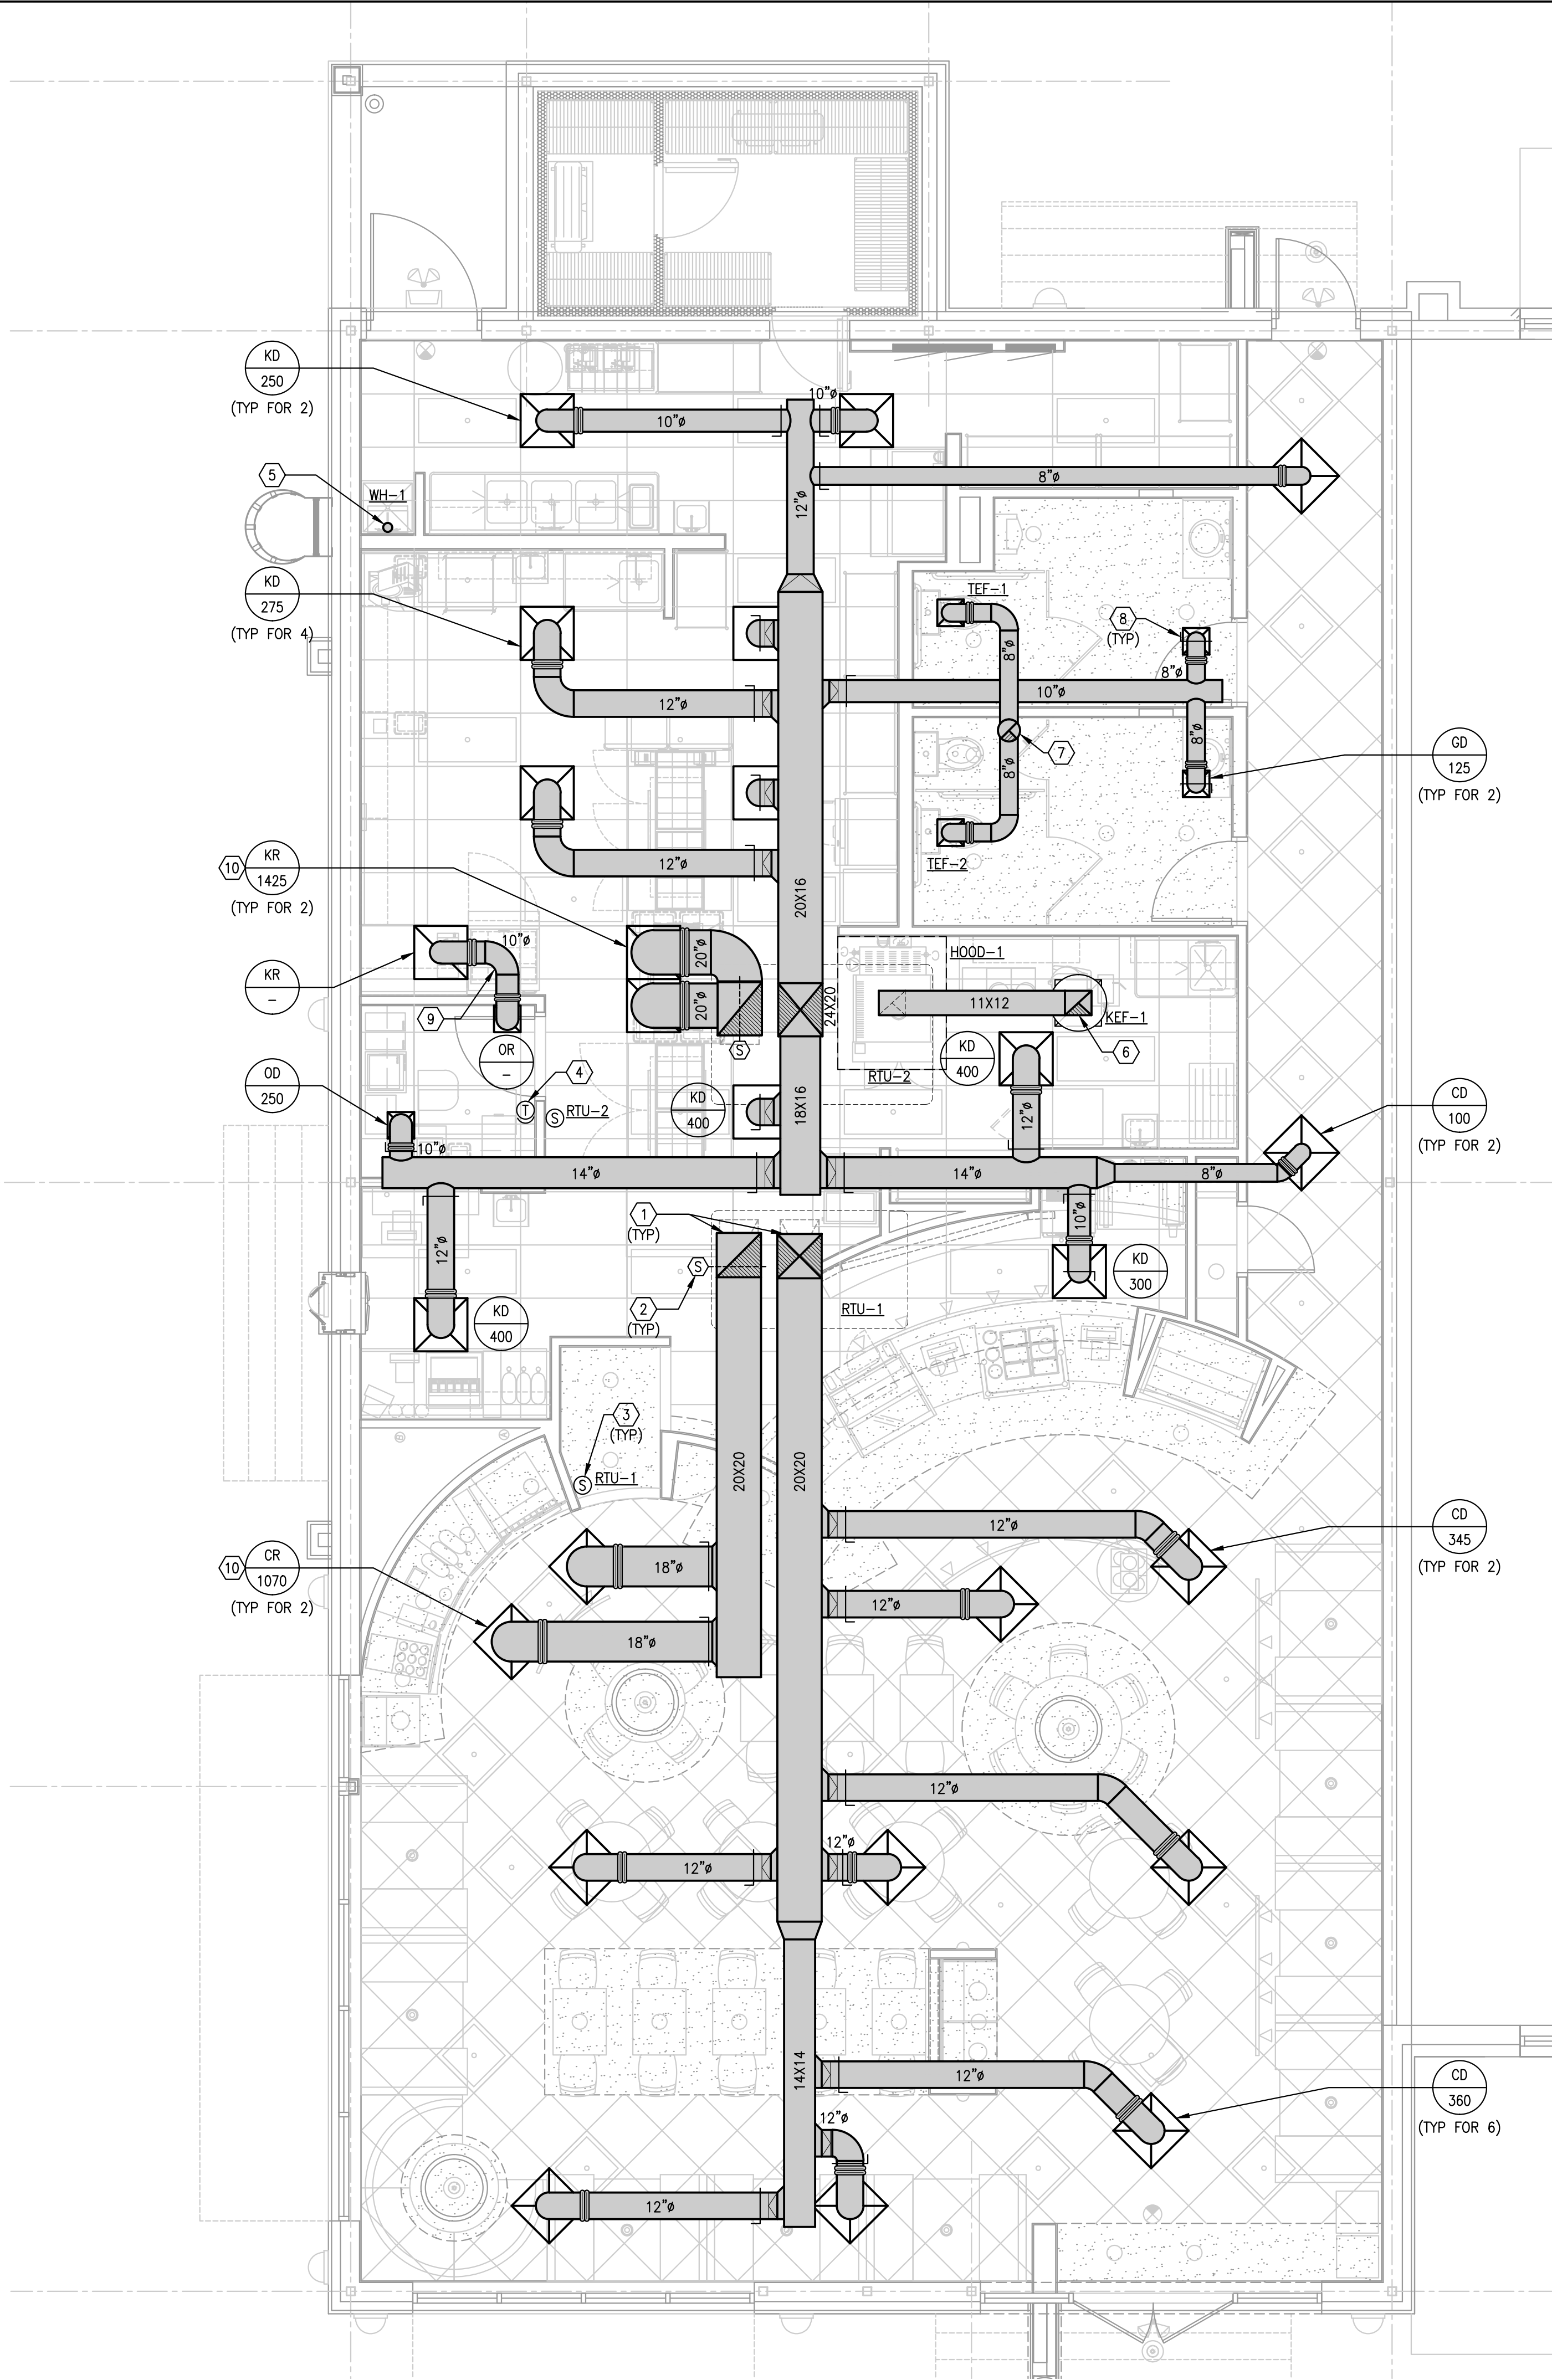 KD
250
(TYP FOR 2)
10"ø
10"ø
5
WH-1
8"ø
12"ø
KD
275
(TYP FOR 4)
TEF-1
8
(TYP)
8"ø
8"ø
10"ø
12"ø
7
8"ø
8"ø
GD
125
(TYP FOR 2)
12"ø
TEF-2
10
KR
1425
(TYP FOR 2)
20X16
10"ø
20"ø
HOOD-1
KR
–
20"ø
24X20
11X12
9
KEF-1
S
6
OR
–
KD
400
4
RTU-2
OD
250
T
S
RTU-2
KD
400
18X16
12"ø
CD
100
(TYP FOR 2)
10"ø
14"ø
14"ø
8"ø
1
(TYP)
10"ø
12"ø
S
KD
300
2
(TYP)
RTU-1
KD
400
3
(TYP)
S
RTU-1
20X20
20X20
12"ø
CD
345
(TYP FOR 2)
10
CR
1070
(TYP FOR 2)
18"ø
12"ø
18"ø
12"ø
12"ø
12"ø
14X14
12"ø
CD
360
(TYP FOR 6)
12"ø
12"ø